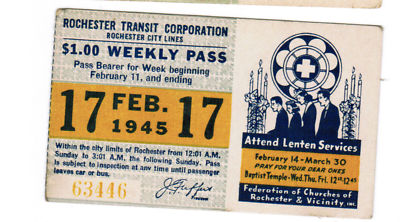 ROCHESTER TRANSIT CORPORATION
ROCHESTER CITY LINES
$1.00 WEEKLY PASS
Pass Bearer for Week beginning
February 11, and ending
17 FEB. 17
1945
Within the city limits of Rochester from 12:01 A.M.
Sunday to 3:01 A.M. the following Sunday. Pass
is subject to inspection at any time until passenger
leaves car or bus.
63446
Attend Lenten Services
February 14-March 30
PRAY FOR YOUR DEAR ONES
Baptist Temple-Wed. Thu. Fri. 12:15 12:45
Federation of Churches of
Rochester & Vicinity, INC.